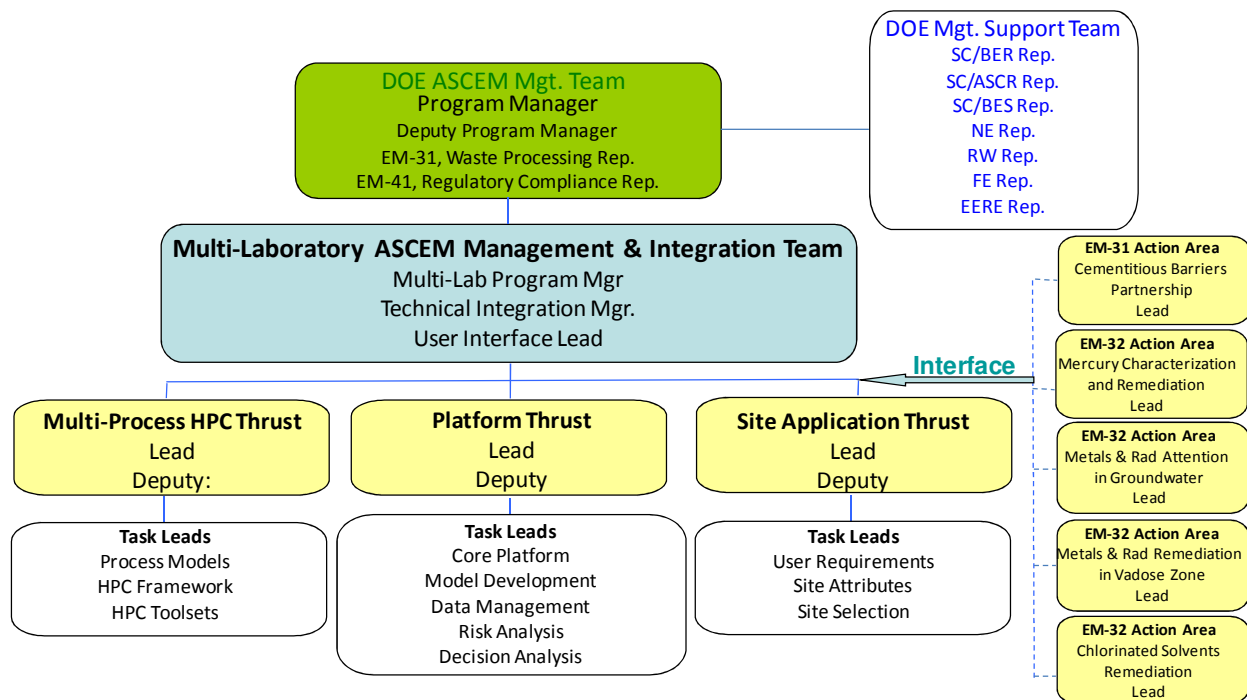 DOE Mgt. Support Team
SC/BER Rep.
SC/ASCR Rep.
SC/BES Rep.
NE Rep.
RW Rep.
FE Rep.
EERE Rep.
DOE ASCEM Mgt. Team
Program Manager
Deputy Program Manager
EM-31, Waste Processing Rep.
EM-41, Regulatory Compliance Rep.
Multi-Laboratory ASCEM Management & Integration Team
Multi-Lab Program Mgr
Technical Integration Mgr.
User Interface Lead
Interface
EM-31 Action Area
Cementitious Barriers
Partnership
Lead
EM-32 Action Area
Mercury Characterization
and Remediation
Lead
EM-32 Action Area
Metals & Rad Attention
in Groundwater
Lead
EM-32 Action Area
Metals & Rad Remediation
in Vadose Zone
Lead
EM-32 Action Area
Chlorinated Solvents
Remediation
Lead
Multi-Process HPC Thrust
Lead
Deputy:
Task Leads
Process Models
HPC Framework
HPC Toolsets
Platform Thrust
Lead
Deputy
Task Leads
Core Platform
Model Development
Data Management
Risk Analysis
Decision Analysis
Site Application Thrust
Lead
Deputy
Task Leads
User Requirements
Site Attributes
Site Selection